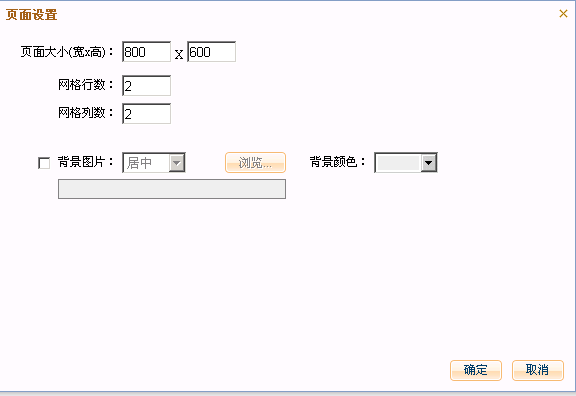 页面设置
页面大小(宽x高)： 800 X 600
网格行数： 2
网格列数： 2
背景图片： 居中 浏览... 背景颜色：
确定 取消